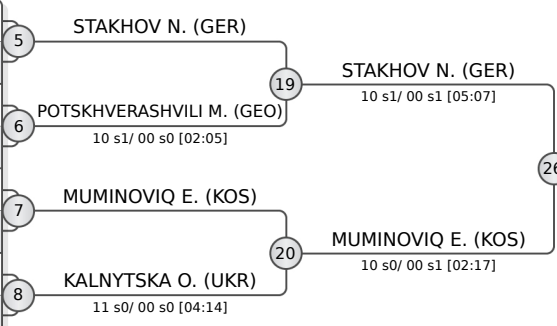 5
STAKHOV N. (GER)
6
POTSKHVERASHVILI M. (GEO)
10 s1/ 00 s0 [02:05]
19
STAKHOV N. (GER)
10 s1/ 00 s1 [05:07]
7
MUMINOVIQ E. (KOS)
8
KALNYTSKA O. (UKR)
11 s0/ 00 s0 [04:14]
20
MUMINOVIQ E. (KOS)
10 s0/ 00 s1 [02:17]
26